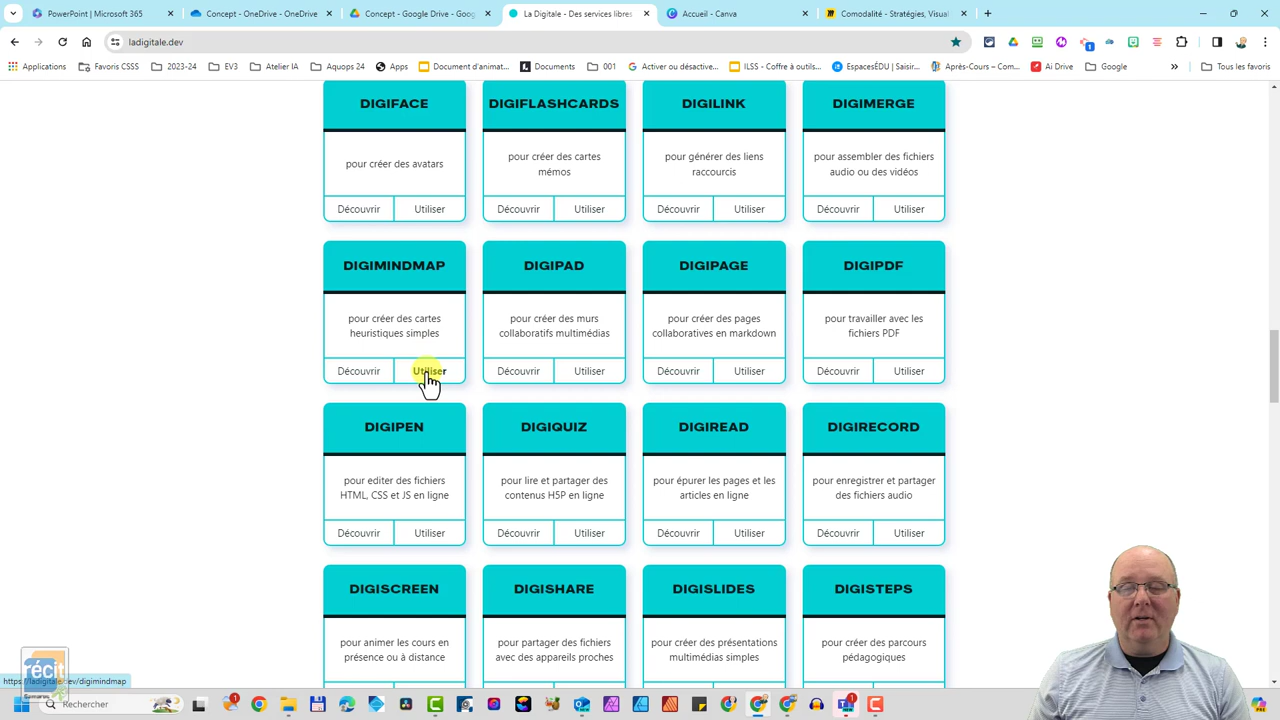 PowerPoint | Microsoft 365
Concept - OneDrive - OneDrive
Concept - Google Drive - Goog
La Digitale - Des services libres
Accueil - Canva
Comodalité - Stratégies, Visual
ladigitale.dev
Applications
Favoris CSSS
2023-24
EV3
Atelier IA
Aquops 24
Apps
Document d'animat...
Documents
001
Activer ou désactive...
ILSS - Coffre à outils...
EspacesÉDU | Saisir...
Après-Cours – Com...
Ai Drive
Google
Tous les favoris
DIGIFACE
DIGIFLASHCARDS
DIGILINK
DIGIMERGE
pour créer des avatars
pour créer des cartes
mémos
pour générer des liens
raccourcis
pour assembler des fichiers
audio ou des vidéos
Découvrir
Utiliser
Découvrir
Utiliser
Découvrir
Utiliser
Découvrir
Utiliser
DIGIMINDMAP
DIGIPAD
DIGIPAGE
DIGIPDF
pour créer des cartes
heuristiques simples
pour créer des murs
collaboratifs multimédias
pour créer des pages
collaboratives en markdown
pour travailler avec les
fichiers PDF
Découvrir
Utiliser
Découvrir
Utiliser
Découvrir
Utiliser
Découvrir
Utiliser
DIGIPEN
DIGIQUIZ
DIGIREAD
DIGIRECORD
pour editer des fichiers
HTML, CSS et JS en ligne
pour lire et partager des
contenus H5P en ligne
pour épurer les pages et les
articles en ligne
pour enregistrer et partager
des fichiers audio
Découvrir
Utiliser
Découvrir
Utiliser
Découvrir
Utiliser
Découvrir
Utiliser
DIGISCREEN
DIGISHARE
DIGISLIDES
DIGISTEPS
pour animer les cours en
présence ou à distance
pour partager des fichiers
avec des appareils proches
pour créer des présentations
multimédias simples
pour créer des parcours
pédagogiques
récit
https://ladigitale.dev/digimindmap
Rechercher